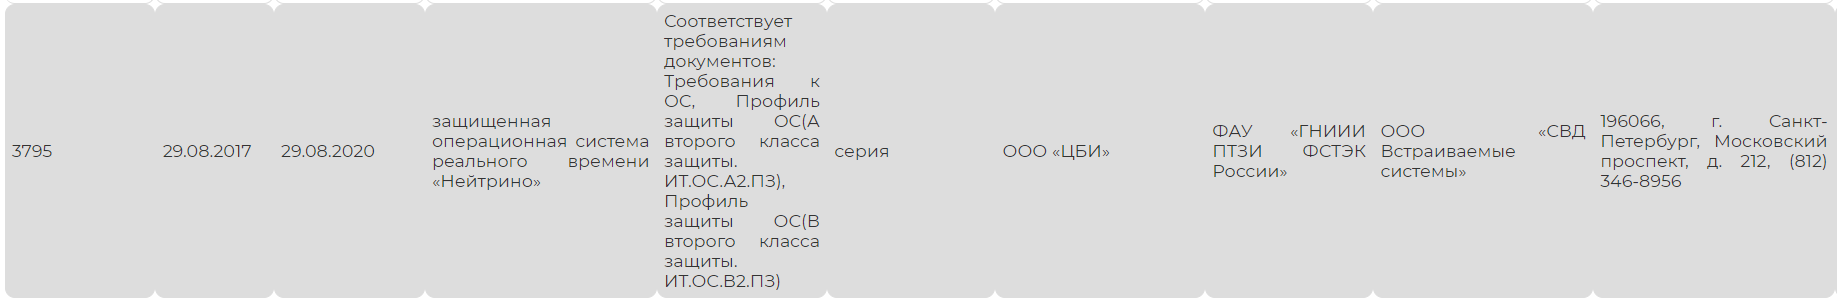 3795
29.08.2017
29.08.2020
защищенная
операционная система
реального времени
«Нейтрино»
Соответствует
требованиям
документов:
Требования к
ОС, Профиль
защиты ОС(А
второго класса
защиты.
ИТ.ОС.А2.ПЗ),
Профиль
защиты ОС(В
второго класса
защиты.
ИТ.ОС.В2.ПЗ)
серия
ООО «ЦБИ»
ФАУ «ГНИИИ
ПТЗИ ФСТЭК
России»
ООО «СВД
Встраиваемые
системы»
196066, г. Санкт-
Петербург, Московский
проспект, д. 212, (812)
346-8956